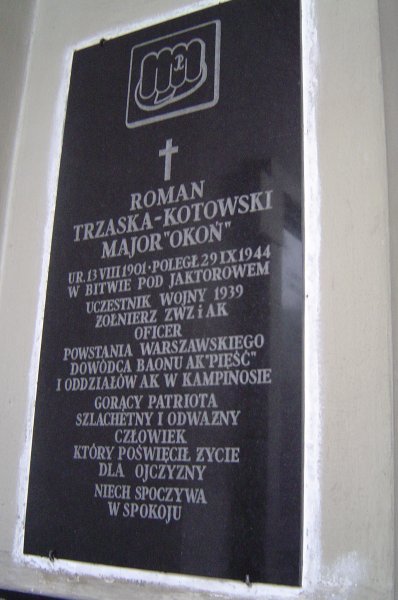 ROMAN
TRZASKA-KOTOWSKI
MAJOR "OKOŃ"
UR. 13 VIII 1901 · POLEGŁ 29 IX 1944
W BITWIE POD JAKTOROWEM
UCZESTNIK WOJNY 1939
ŻOŁNIERZ ZWZ i AK
OFICER
POWSTANIA WARSZAWSKIEGO
DOWÓDCA BAONU AK "PIĘŚĆ"
I ODDZIAŁÓW AK W KAMPINOSIE
GORĄCY PATRIOTA
SZLACHETNY I ODWAŻNY
CZŁOWIEK
KTÓRY POŚWIĘCIŁ ŻYCIE
DLA OJCZYZNY
NIECH SPOCZYWA
W SPOKOJU